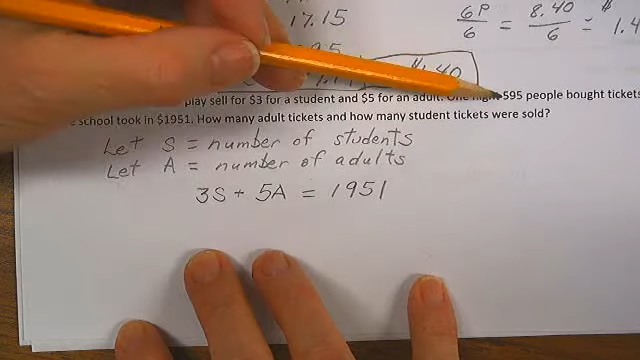 17.15
6P/6 = 8.40/6 = $1.4
$1.40
play sell for $3 for a student and $5 for an adult. One night 595 people bought tickets
school took in $1951. How many adult tickets and how many student tickets were sold?
Let S = number of students
Let A = number of adults
3S + 5A = 1951